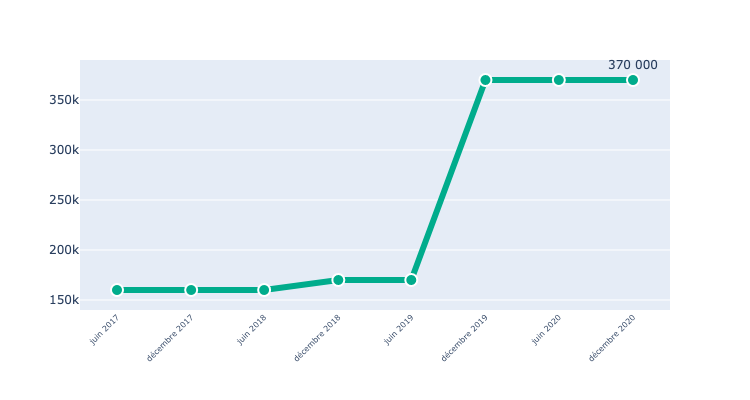 370 000
350k
300k
250k
200k
150k
juin 2017
décembre 2017
juin 2018
décembre 2018
juin 2019
décembre 2019
juin 2020
décembre 2020